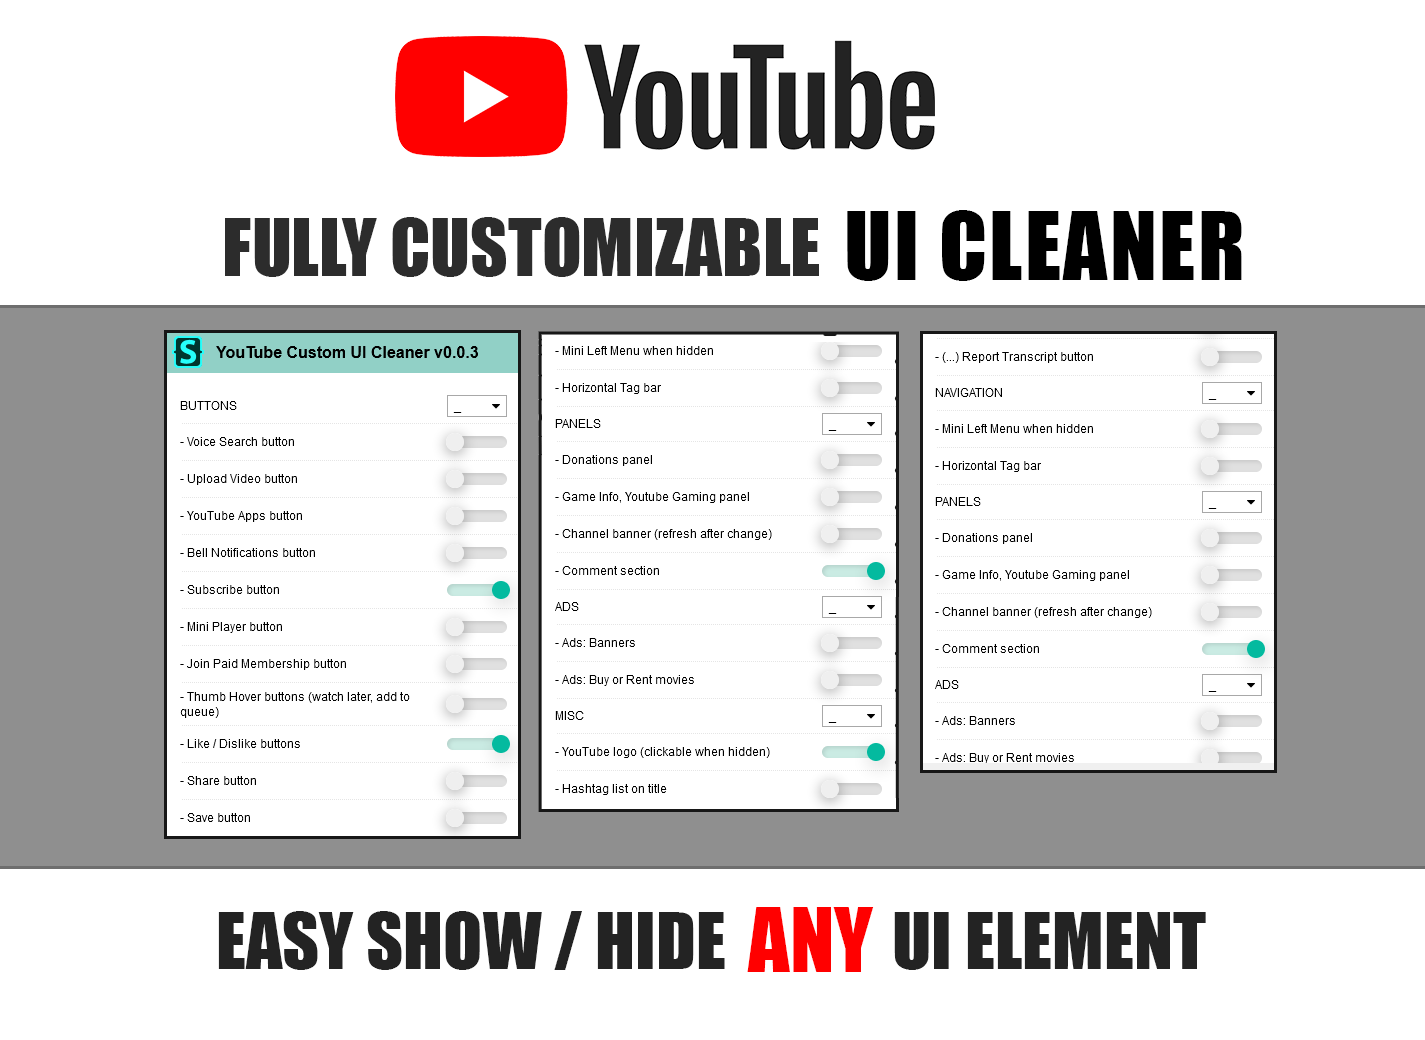 YouTube
FULLY CUSTOMIZABLE UI CLEANER
S YouTube Custom UI Cleaner v0.0.3
BUTTONS _
- Voice Search button
- Upload Video button
- YouTube Apps button
- Bell Notifications button
- Subscribe button
- Mini Player button
- Join Paid Membership button
- Thumb Hover buttons (watch later, add to
queue)
- Like / Dislike buttons
- Share button
- Save button
- Mini Left Menu when hidden
- Horizontal Tag bar
PANELS _
- Donations panel
- Game Info, Youtube Gaming panel
- Channel banner (refresh after change)
- Comment section
ADS _
- Ads: Banners
- Ads: Buy or Rent movies
MISC _
- YouTube logo (clickable when hidden)
- Hashtag list on title
- (...) Report Transcript button
NAVIGATION _
- Mini Left Menu when hidden
- Horizontal Tag bar
PANELS _
- Donations panel
- Game Info, Youtube Gaming panel
- Channel banner (refresh after change)
- Comment section
ADS _
- Ads: Banners
- Ads: Buy or Rent movies
EASY SHOW / HIDE ANY UI ELEMENT